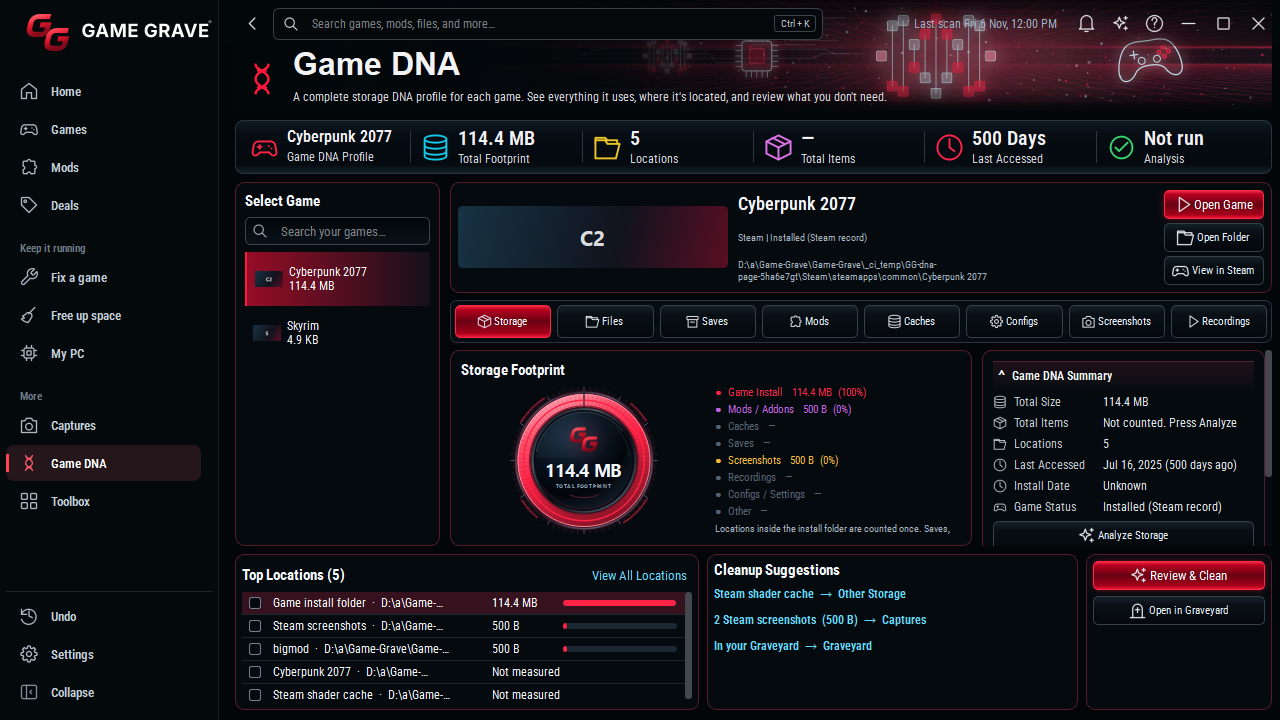 GAME GRAVE
Search games, mods, files, and more...
Ctrl + K
Last scan Fri 6 Nov, 12:00 PM
Game DNA
A complete storage DNA profile for each game. See everything it uses, where it's located, and review what you don't need.
Home
Games
Mods
Deals
Keep it running
Fix a game
Free up space
My PC
More
Captures
Game DNA
Toolbox
Undo
Settings
Collapse
Cyberpunk 2077
Game DNA Profile
114.4 MB
Total Footprint
5
Locations
—
Total Items
500 Days
Last Accessed
Not run
Analysis
Select Game
Search your games...
C2
Cyberpunk 2077
114.4 MB
S
Skyrim
4.9 KB
C2
Cyberpunk 2077
Steam | Installed (Steam record)
D:\a\Game-Grave\Game-Grave\_ci_temp\GG-dna-
page-5ha6e7gt\Steam\steamapps\common\Cyberpunk 2077
Open Game
Open Folder
View in Steam
Storage
Files
Saves
Mods
Caches
Configs
Screenshots
Recordings
Storage Footprint
GG
114.4 MB
TOTAL FOOTPRINT
Game Install 114.4 MB (100%)
Mods / Addons 500 B (0%)
Caches —
Saves —
Screenshots 500 B (0%)
Recordings —
Configs / Settings —
Other —
Locations inside the install folder are counted once. Saves,
Game DNA Summary
Total Size 114.4 MB
Total Items Not counted. Press Analyze
Locations 5
Last Accessed Jul 16, 2025 (500 days ago)
Install Date Unknown
Game Status Installed (Steam record)
Analyze Storage
Top Locations (5)
View All Locations
Game install folder · D:\a\Game-... 114.4 MB
Steam screenshots · D:\a\Game-... 500 B
bigmod · D:\a\Game-Grave\Game-... 500 B
Cyberpunk 2077 · D:\a\Game-... Not measured
Steam shader cache · D:\a\Game-... Not measured
Cleanup Suggestions
Steam shader cache → Other Storage
2 Steam screenshots (500 B) → Captures
In your Graveyard → Graveyard
Review & Clean
Open in Graveyard